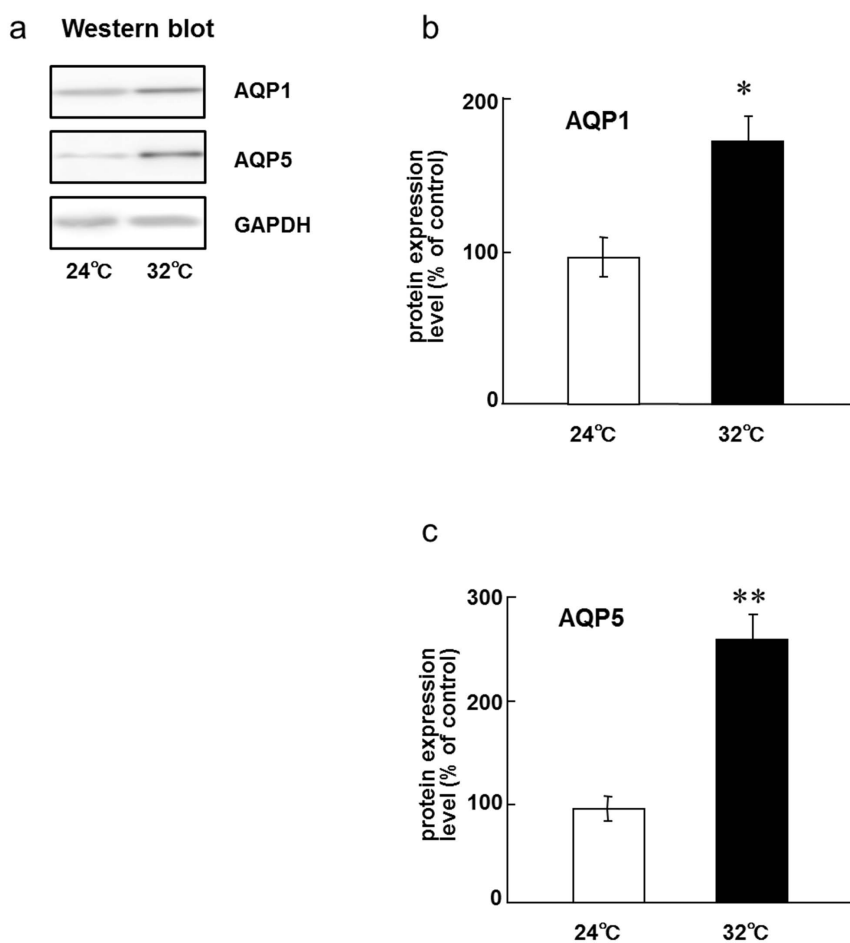 a Western blot
AQP1
AQP5
GAPDH
24℃ 32℃
b
200
100
0
protein expression
level (% of control)
AQP1
*
24℃ 32℃
c
300
200
100
0
protein expression
level (% of control)
AQP5
**
24℃ 32℃